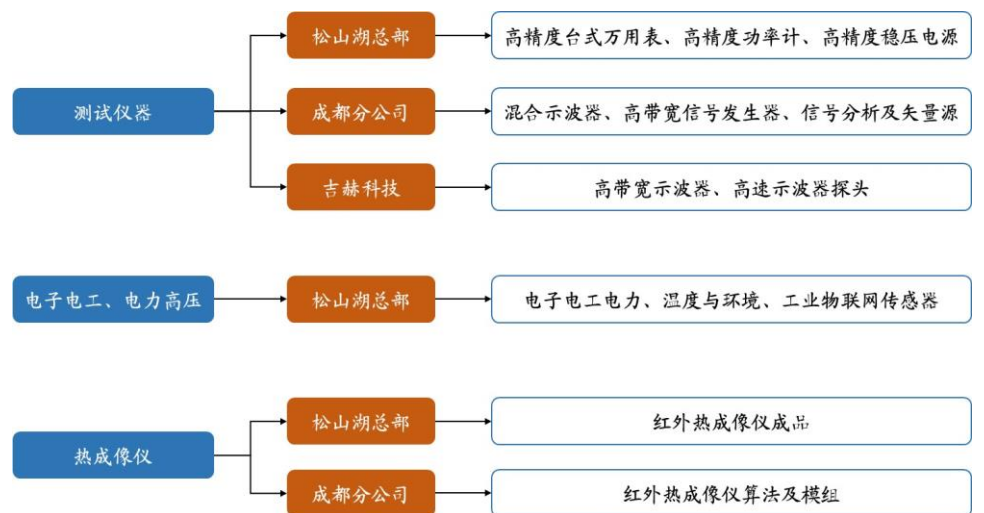 松山湖总部
高精度台式万用表、高精度功率计、高精度稳压电源
测试仪器
成都分公司
混合示波器、高带宽信号发生器、信号分析及矢量源
吉赫科技
高带宽示波器、高速示波器探头
电子电工、电力高压
松山湖总部
电子电工电力、温度与环境、工业物联网传感器
松山湖总部
红外热成像仪成品
热成像仪
成都分公司
红外热成像仪算法及模组